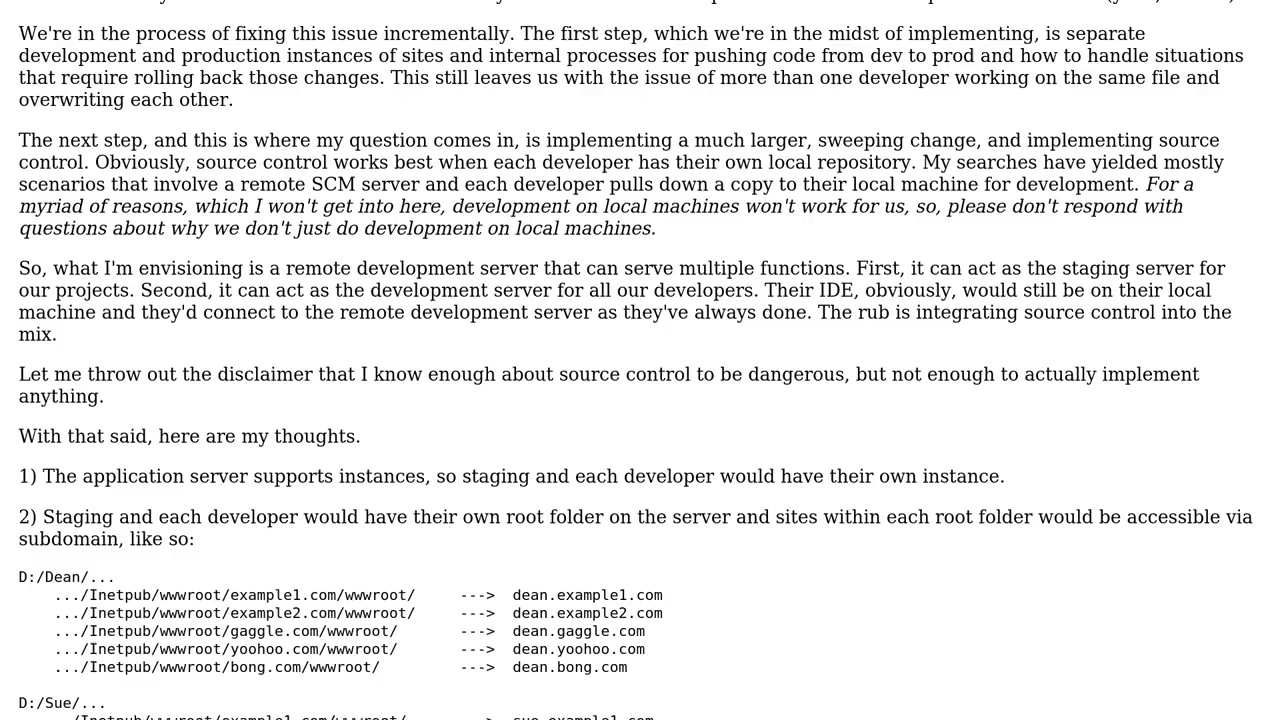 We're in the process of fixing this issue incrementally. The first step, which we're in the midst of implementing, is separate
development and production instances of sites and internal processes for pushing code from dev to prod and how to handle situations
that require rolling back those changes. This still leaves us with the issue of more than one developer working on the same file and
overwriting each other.
The next step, and this is where my question comes in, is implementing a much larger, sweeping change, and implementing source
control. Obviously, source control works best when each developer has their own local repository. My searches have yielded mostly
scenarios that involve a remote SCM server and each developer pulls down a copy to their local machine for development. For a
myriad of reasons, which I won't get into here, development on local machines won't work for us, so, please don't respond with
questions about why we don't just do development on local machines.
So, what I'm envisioning is a remote development server that can serve multiple functions. First, it can act as the staging server for
our projects. Second, it can act as the development server for all our developers. Their IDE, obviously, would still be on their local
machine and they'd connect to the remote development server as they've always done. The rub is integrating source control into the
mix.
Let me throw out the disclaimer that I know enough about source control to be dangerous, but not enough to actually implement
anything.
With that said, here are my thoughts.
1) The application server supports instances, so staging and each developer would have their own instance.
2) Staging and each developer would have their own root folder on the server and sites within each root folder would be accessible via
subdomain, like so:
D:/Dean/...
.../Inetpub/wwwroot/example1.com/wwwroot/ ---> dean.example1.com
.../Inetpub/wwwroot/example2.com/wwwroot/ ---> dean.example2.com
.../Inetpub/wwwroot/gaggle.com/wwwroot/ ---> dean.gaggle.com
.../Inetpub/wwwroot/yoohoo.com/wwwroot/ ---> dean.yoohoo.com
.../Inetpub/wwwroot/bong.com/wwwroot/ ---> dean.bong.com
D:/Sue/...